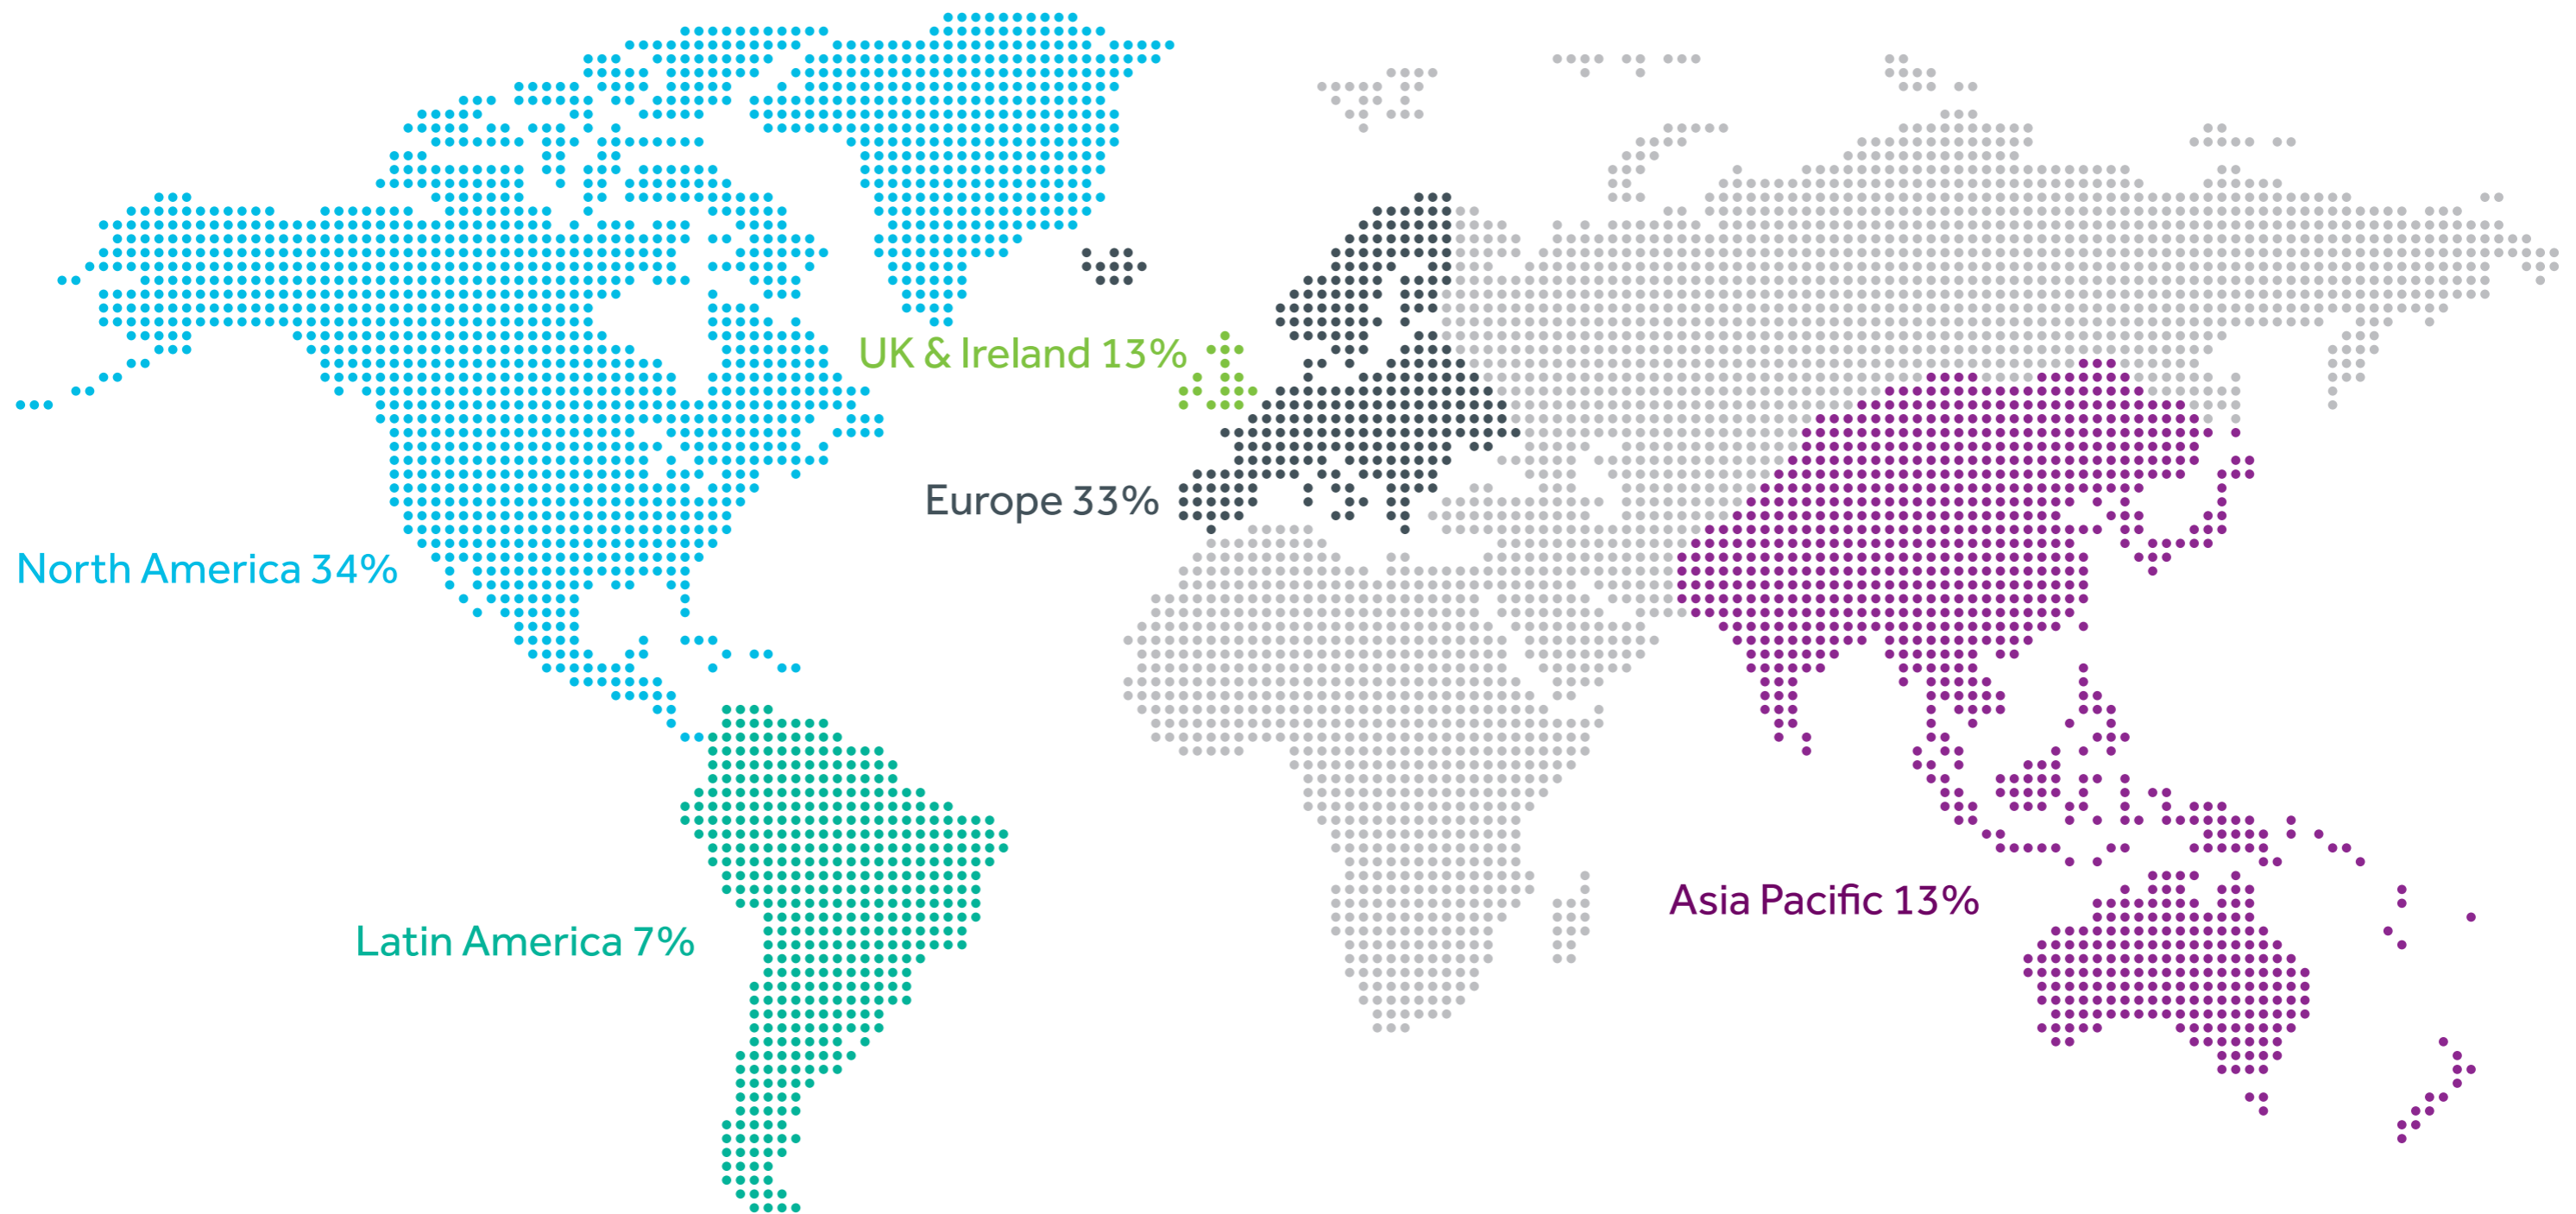 UK & Ireland 13%
Europe 33%
North America 34%
Asia Pacific 13%
Latin America 7%